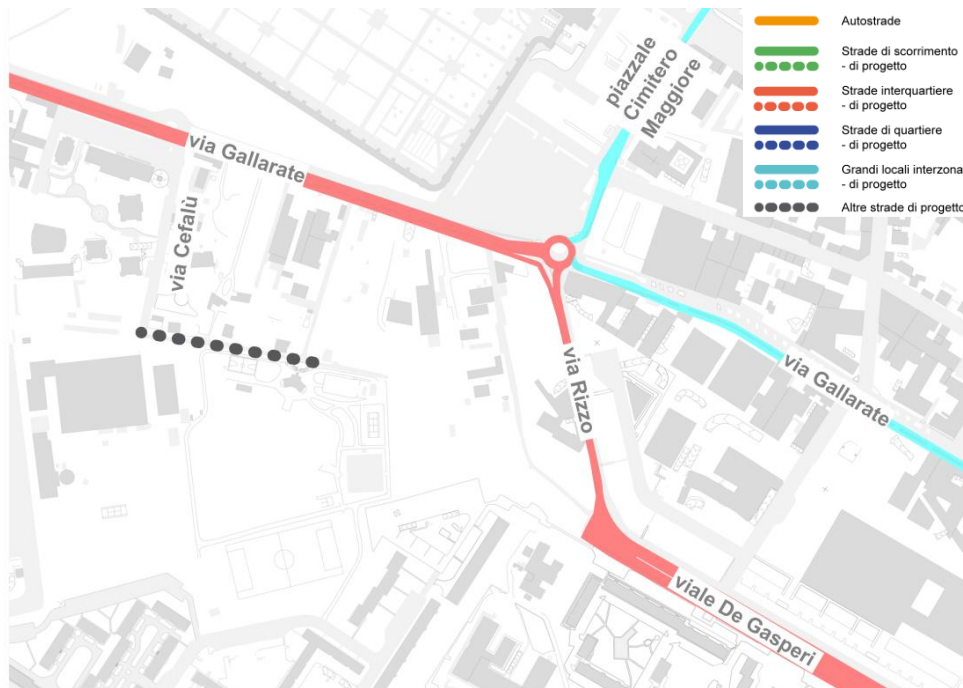 piazzale
Cimitero
Maggiore
via Gallarate
via Cefalù
via Rizzo
via Gallarate
viale De Gasperi
Autostrade
Strade di scorrimento
- di progetto
Strade interquartiere
- di progetto
Strade di quartiere
- di progetto
Grandi locali interzona
- di progetto
Altre strade di progetto